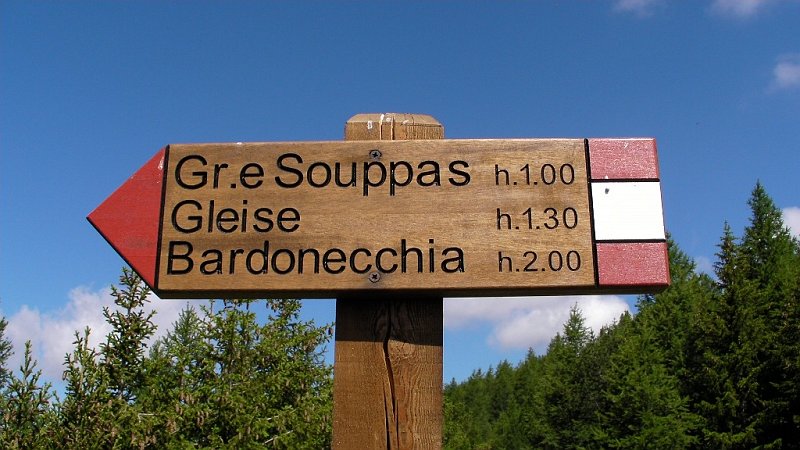 Gr.e Souppas h.1.00
Gleise h.1.30
Bardonecchia h.2.00